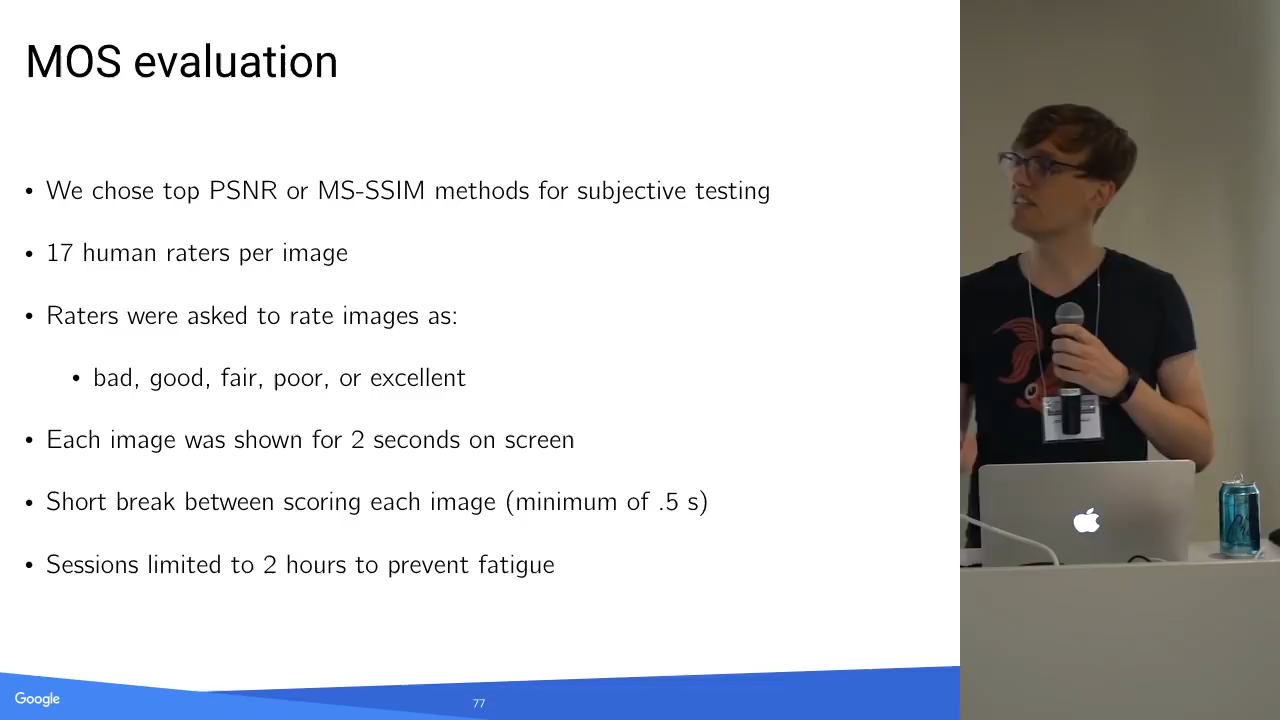 MOS evaluation
• We chose top PSNR or MS-SSIM methods for subjective testing
• 17 human raters per image
• Raters were asked to rate images as:
• bad, good, fair, poor, or excellent
• Each image was shown for 2 seconds on screen
• Short break between scoring each image (minimum of .5 s)
• Sessions limited to 2 hours to prevent fatigue
Google
77